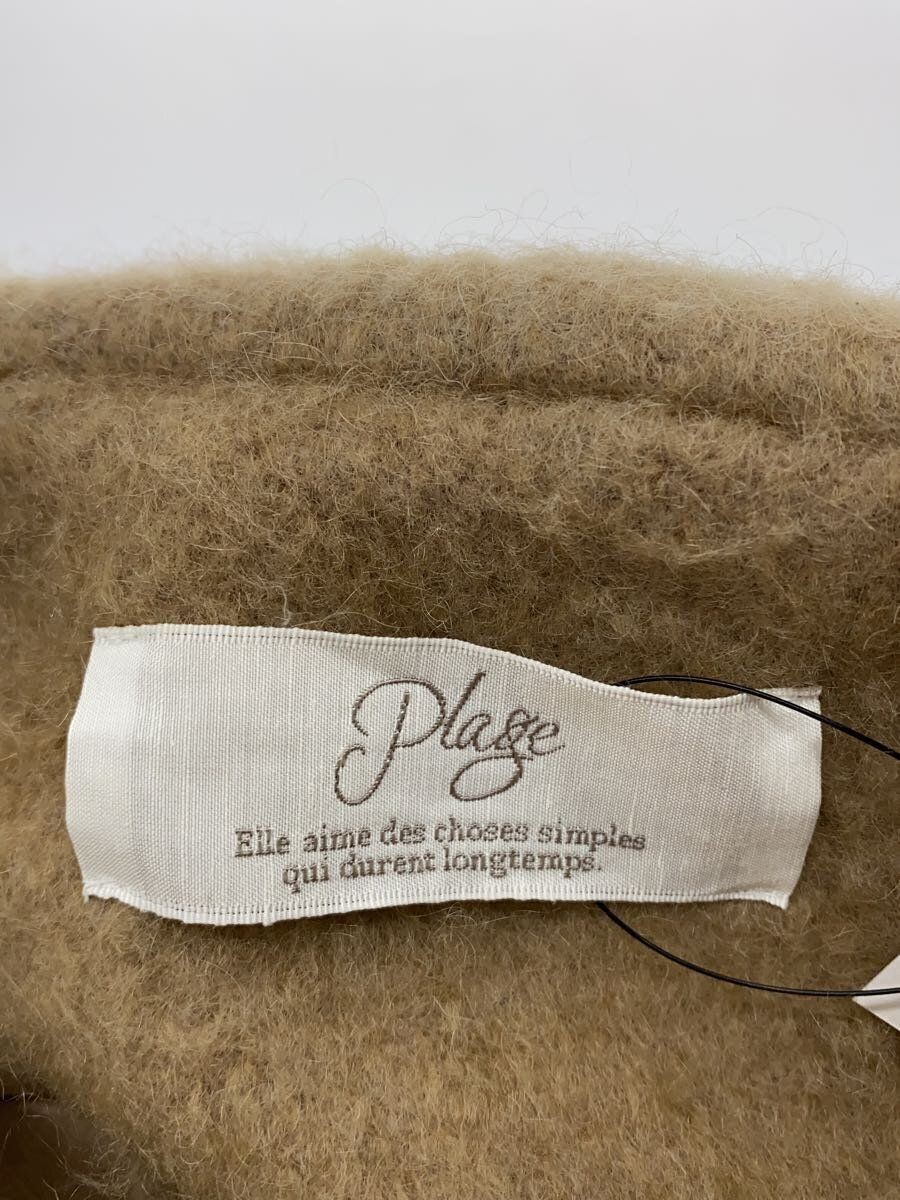 Plage
Elle aime des choses simples
qui durent longtemps.